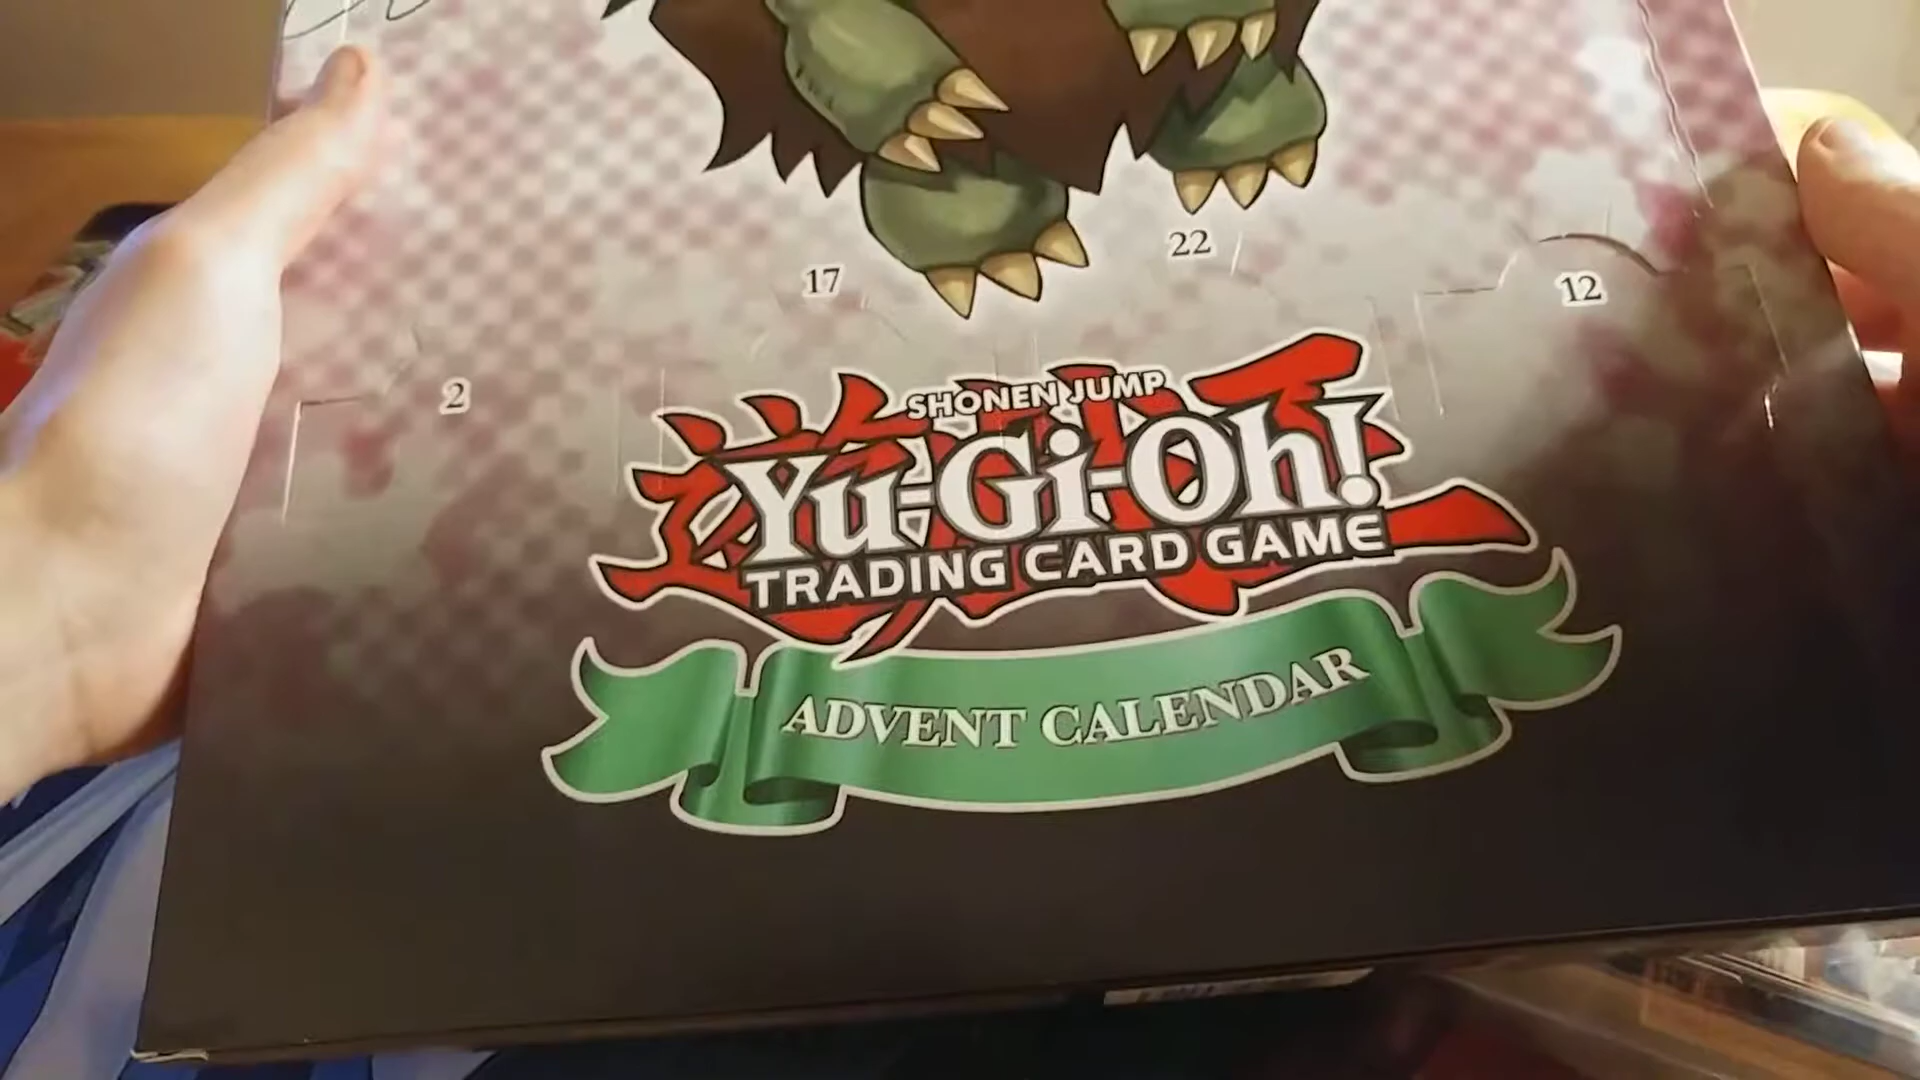 22
17
12
2
SHONEN JUMP
Yu-Gi-Oh!
TRADING CARD GAME
ADVENT CALENDAR